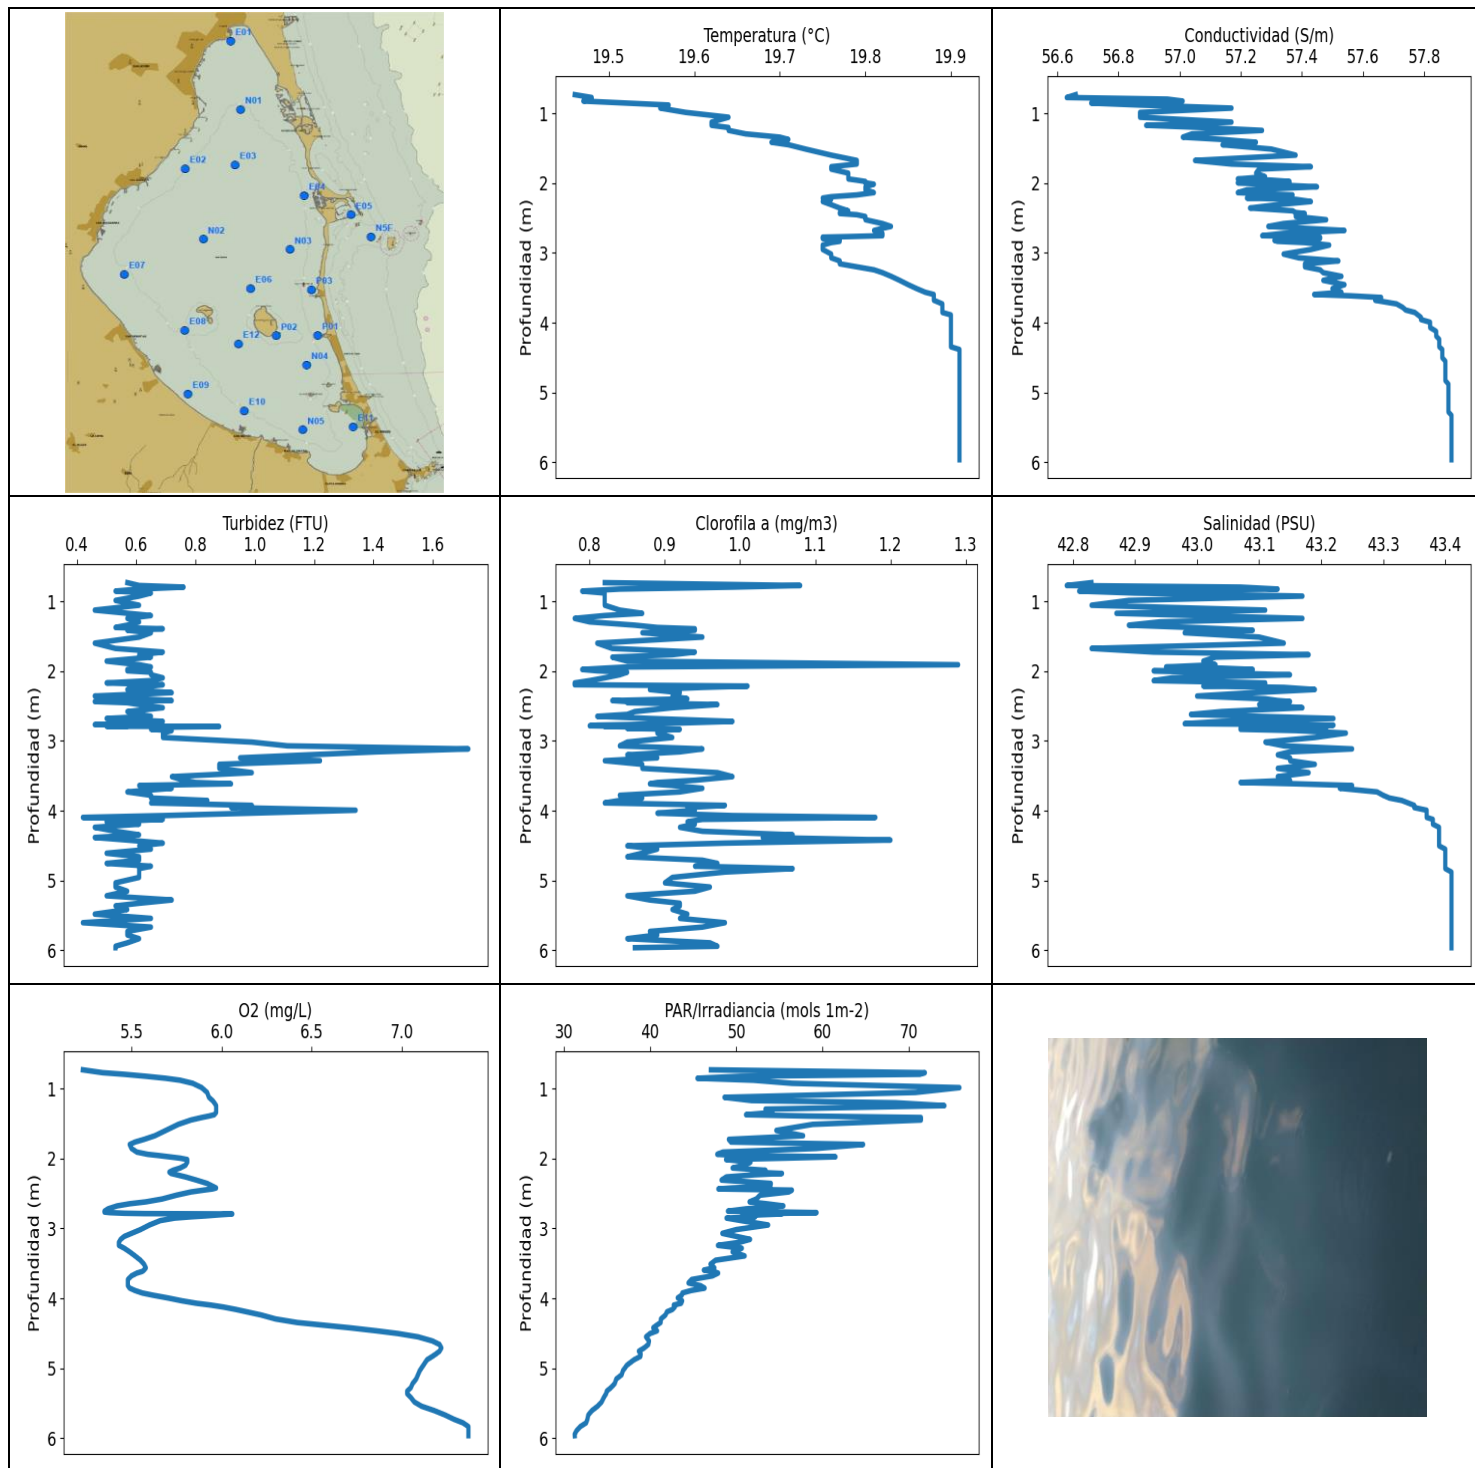 E01
N01
E02
E03
E04
E05
N5F
N02
N03
E07
E06
P03
E08
P02
P01
E12
N04
E09
E10
N05
E11
Temperatura (°C)
19.5 19.6 19.7 19.8 19.9
Profundidad (m)
1
2
3
4
5
6
Conductividad (S/m)
56.6 56.8 57.0 57.2 57.4 57.6 57.8
Profundidad (m)
1
2
3
4
5
6
Turbidez (FTU)
0.4 0.6 0.8 1.0 1.2 1.4 1.6
Profundidad (m)
1
2
3
4
5
6
Clorofila a (mg/m3)
0.8 0.9 1.0 1.1 1.2 1.3
Profundidad (m)
1
2
3
4
5
6
Salinidad (PSU)
42.8 42.9 43.0 43.1 43.2 43.3 43.4
Profundidad (m)
1
2
3
4
5
6
O2 (mg/L)
5.5 6.0 6.5 7.0
Profundidad (m)
1
2
3
4
5
6
PAR/Irradiancia (mols 1m-2)
30 40 50 60 70
Profundidad (m)
1
2
3
4
5
6